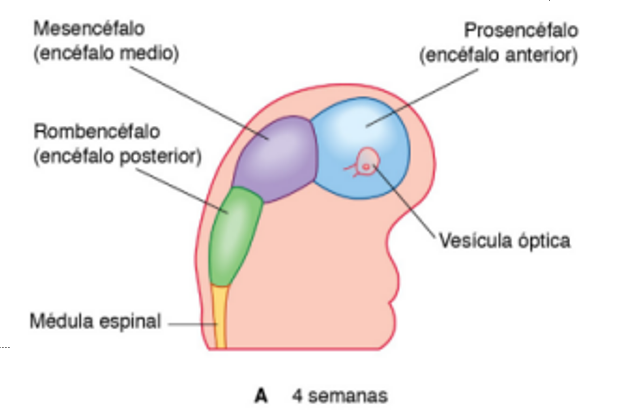 Mesencéfalo
(encéfalo medio)
Prosencéfalo
(encéfalo anterior)
Rombencéfalo
(encéfalo posterior)
Vesícula óptica
Médula espinal
A 4 semanas